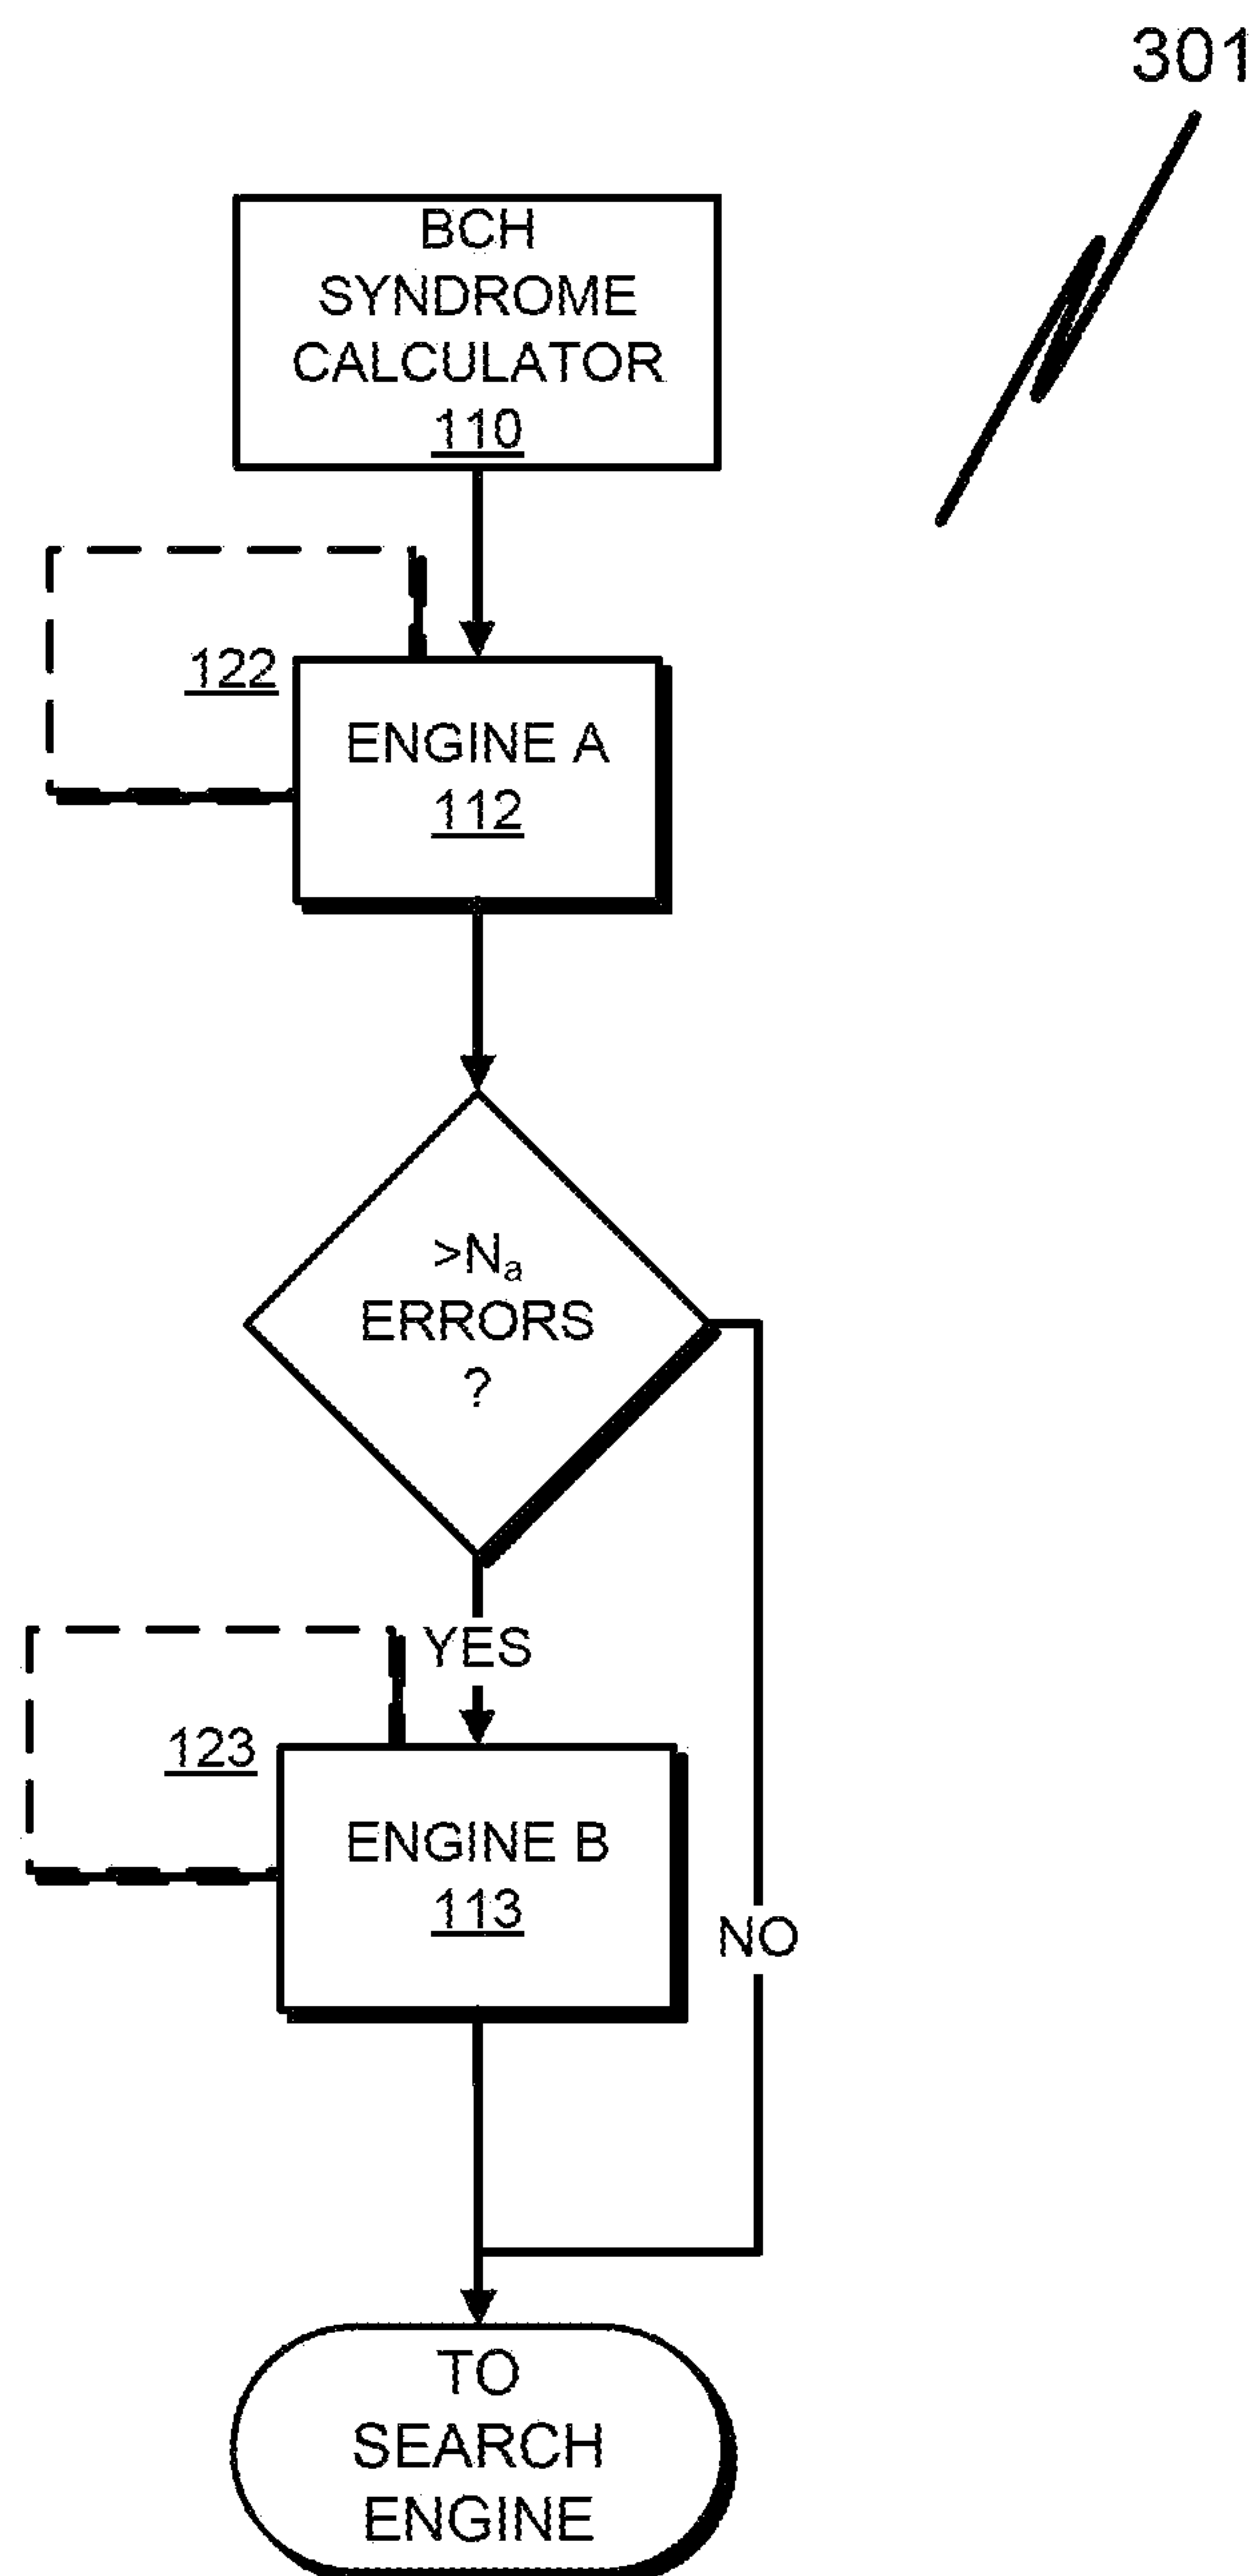 301
BCH
SYNDROME
CALCULATOR
110
122
ENGINE A
112
>Nₐ
ERRORS
?
YES
123
ENGINE B
113
NO
TO
SEARCH
ENGINE